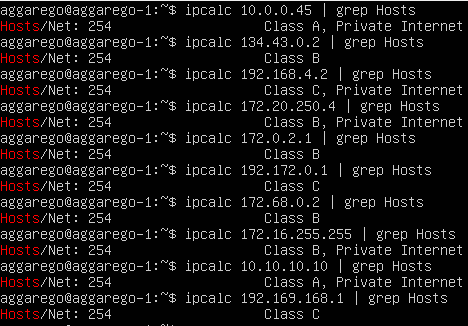 aggarego@aggarego-1:~$ ipcalc 10.0.0.45 | grep Hosts
Hosts/Net: 254                   Class A, Private Internet
aggarego@aggarego-1:~$ ipcalc 134.43.0.2 | grep Hosts
Hosts/Net: 254                   Class B
aggarego@aggarego-1:~$ ipcalc 192.168.4.2 | grep Hosts
Hosts/Net: 254                   Class C, Private Internet
aggarego@aggarego-1:~$ ipcalc 172.20.250.4 | grep Hosts
Hosts/Net: 254                   Class B, Private Internet
aggarego@aggarego-1:~$ ipcalc 172.0.2.1 | grep Hosts
Hosts/Net: 254                   Class B
aggarego@aggarego-1:~$ ipcalc 192.172.0.1 | grep Hosts
Hosts/Net: 254                   Class C
aggarego@aggarego-1:~$ ipcalc 172.68.0.2 | grep Hosts
Hosts/Net: 254                   Class B
aggarego@aggarego-1:~$ ipcalc 172.16.255.255 | grep Hosts
Hosts/Net: 254                   Class B, Private Internet
aggarego@aggarego-1:~$ ipcalc 10.10.10.10 | grep Hosts
Hosts/Net: 254                   Class A, Private Internet
aggarego@aggarego-1:~$ ipcalc 192.169.168.1 | grep Hosts
Hosts/Net: 254                   Class C